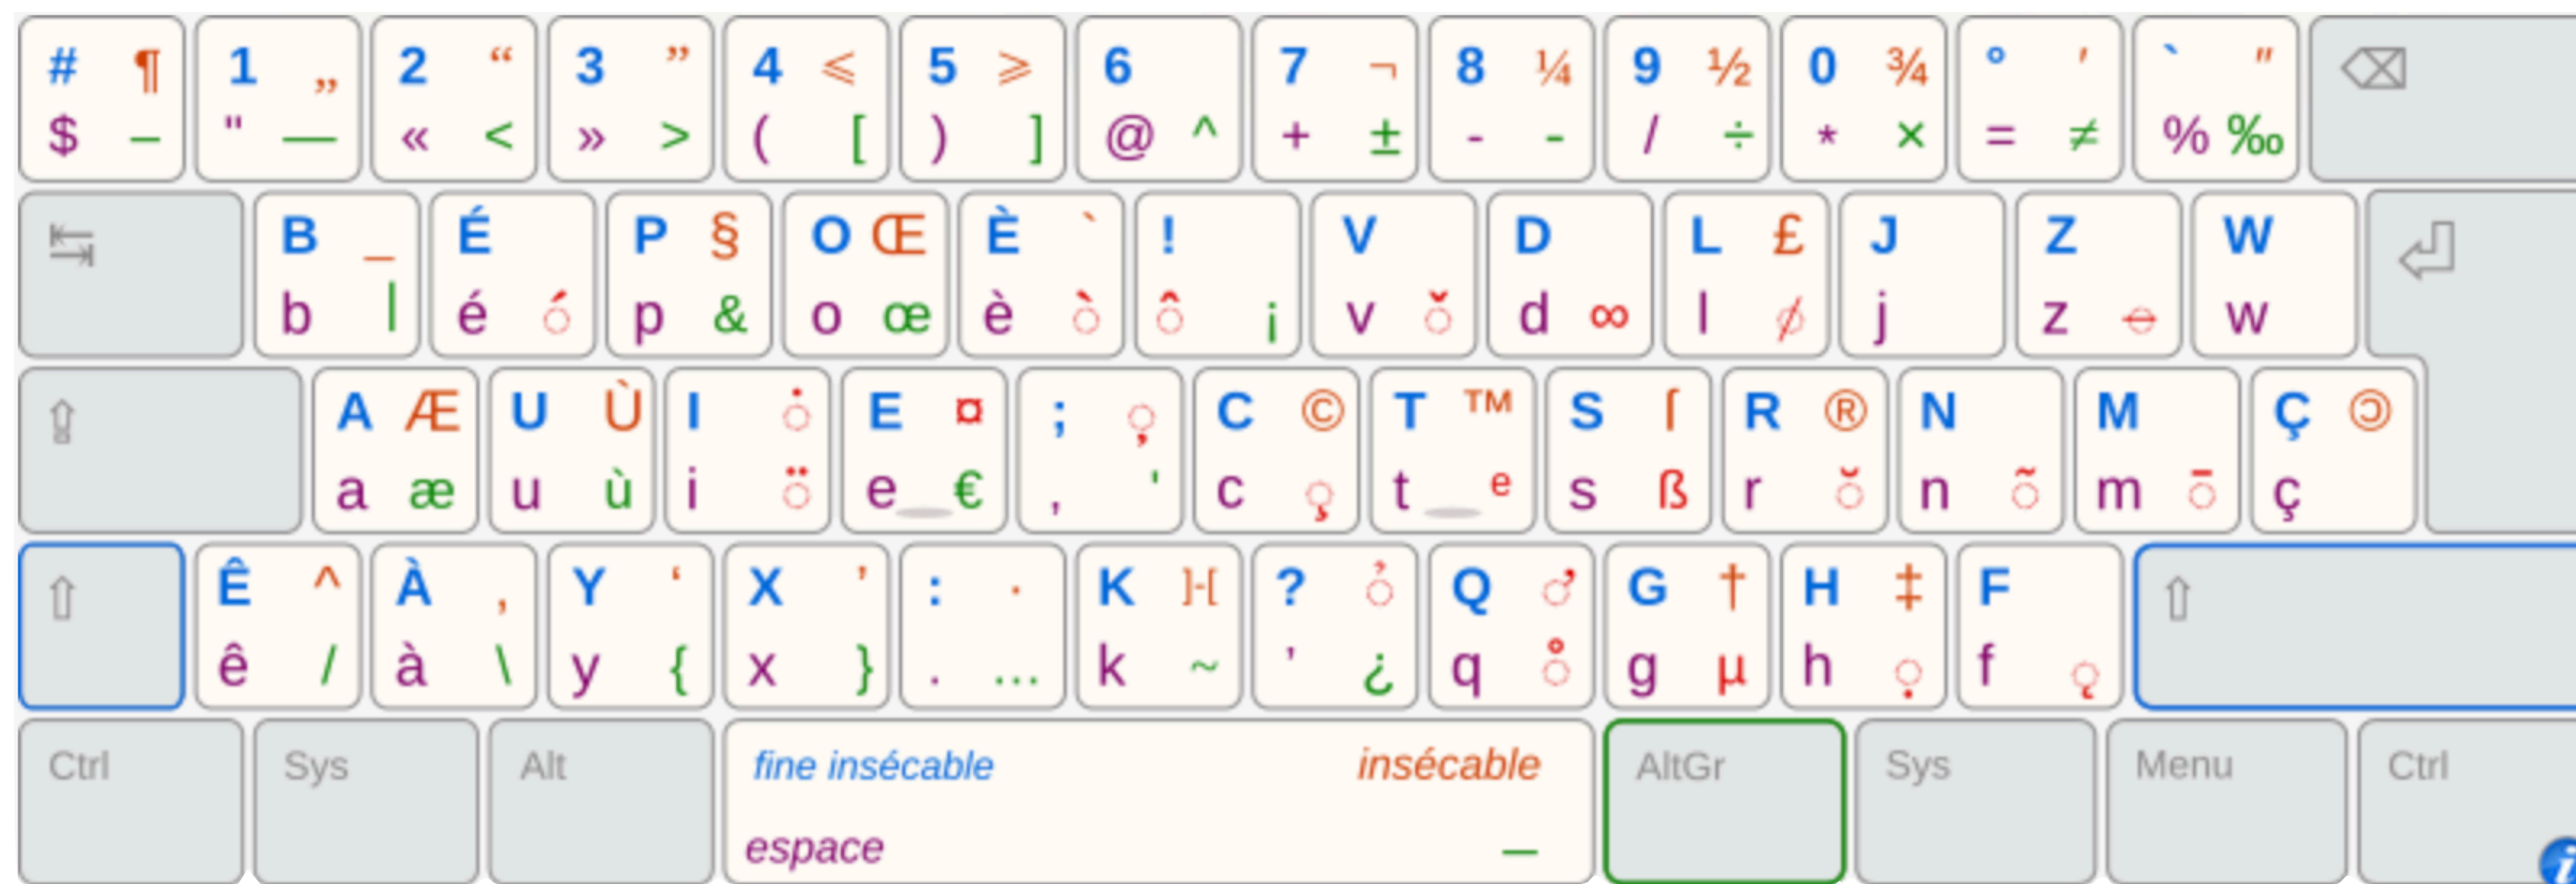 # ¶ 1 „ 2 “ 3 ” 4 ⩽ 5 ⩾ 6 7 ¬ 8 ¼ 9 ½ 0 ¾ ° ′ ` ″ ⌫
$ – " — « < » > ( [ ) ] @ ^ + ± - - / ÷ * × = ≠ % ‰
B _ É P § O Œ È ` ! V D L £ J Z W
b | é ó p & o œ è ò ô ¡ v ǒ d ∞ l ø j z ɵ w
A Æ U Ù I ȯ E ¤ ; o̦ C © T ™ S ſ R ® N M Ç 🄯
a æ u ù i ö e € , ' c o̧ t e s ß r ŏ n õ m ō ç
⇧ Ê ^ À ‚ Y ‘ X ’ : · K ]-[ ? ỏ Q ơ G † H ‡ F ⇧
ê / à \ y { x } . … k ~ ’ ¿ q o̊ g µ h ọ f ǫ
Ctrl Sys Alt fine insécable insécable AltGr Sys Menu Ctrl
espace _ i